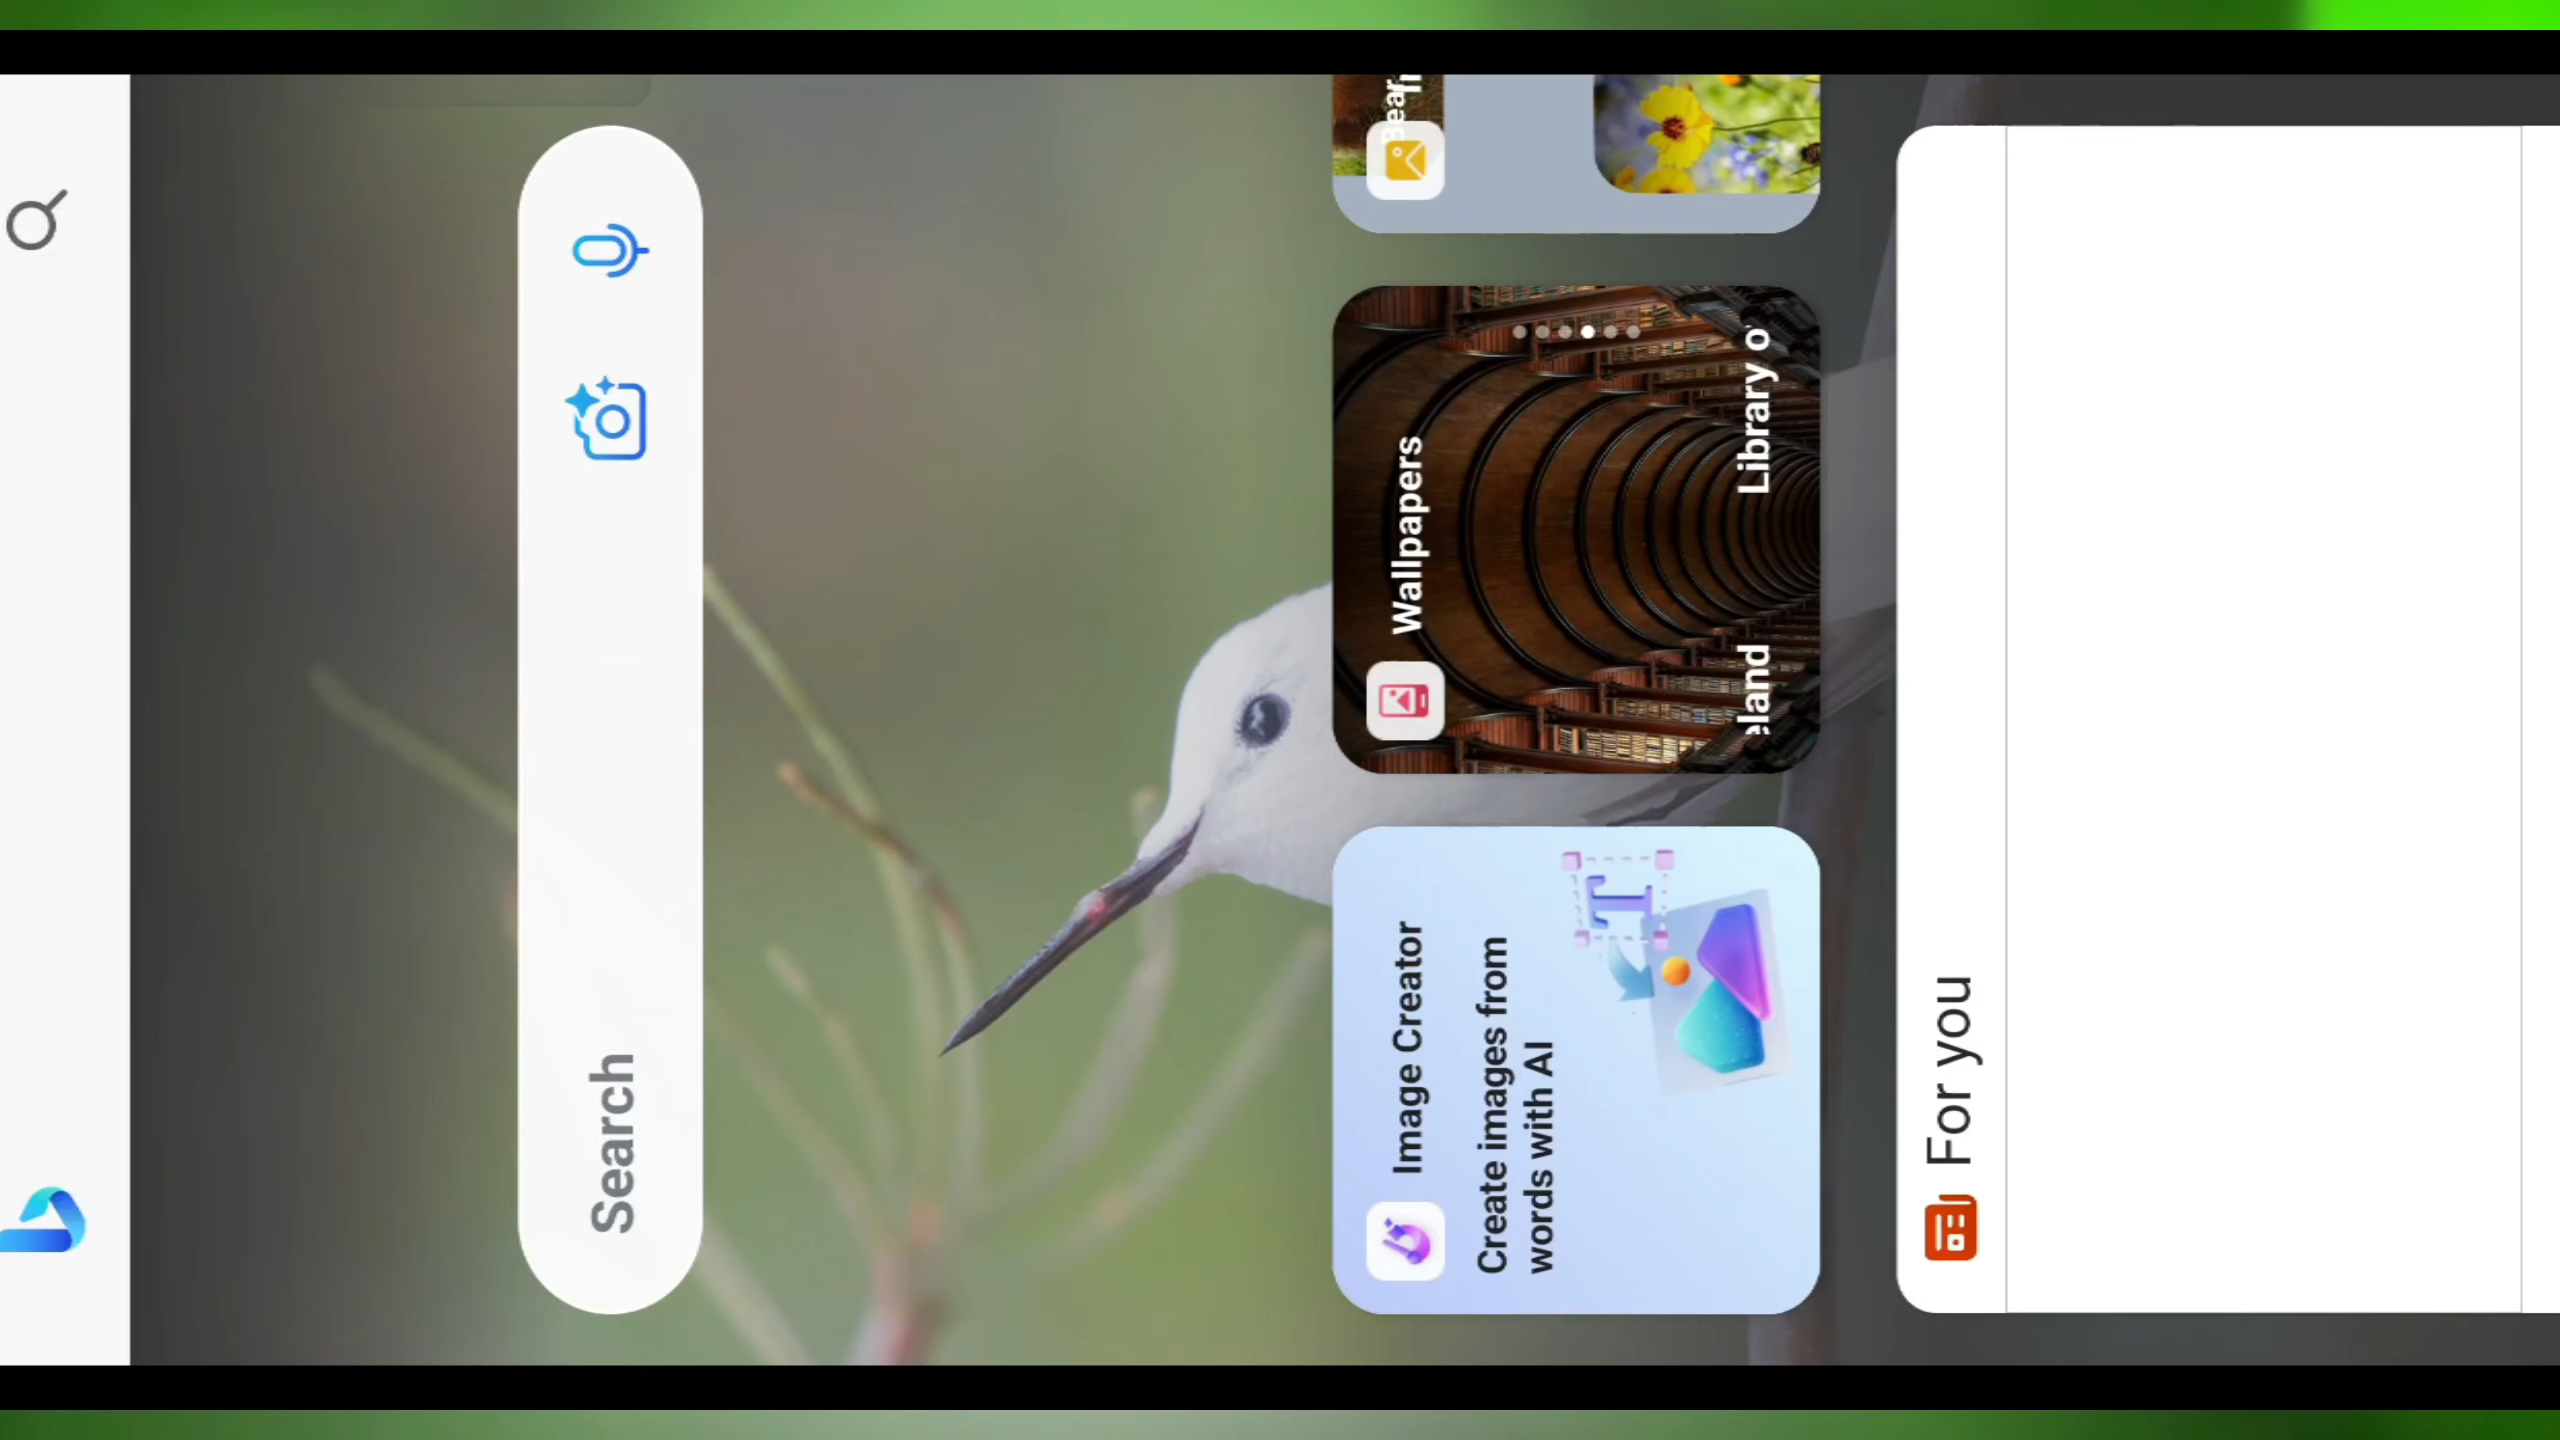 Search
Image Creator
Create images from
words with AI
Wallpapers
Library o
For you